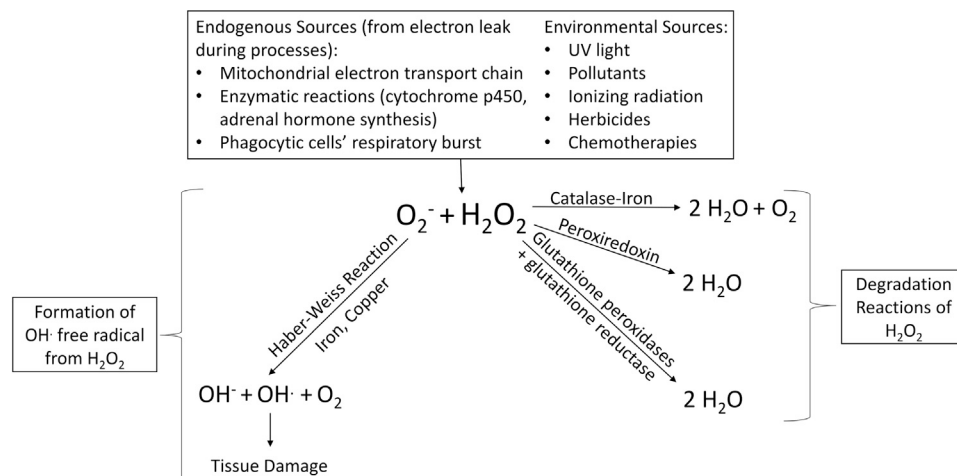 Endogenous Sources (from electron leak
during processes):
• Mitochondrial electron transport chain
• Enzymatic reactions (cytochrome p450,
adrenal hormone synthesis)
• Phagocytic cells’ respiratory burst
Environmental Sources:
• UV light
• Pollutants
• Ionizing radiation
• Herbicides
• Chemotherapies
O₂⁻ + H₂O₂
Catalase-Iron
2 H₂O + O₂
Peroxiredoxin
2 H₂O
Glutathione peroxidases
+ glutathione reductase
2 H₂O
Haber-Weiss Reaction
Iron, Copper
OH⁻ + OH· + O₂
Tissue Damage
Formation of
OH· free radical
from H₂O₂
Degradation
Reactions of
H₂O₂